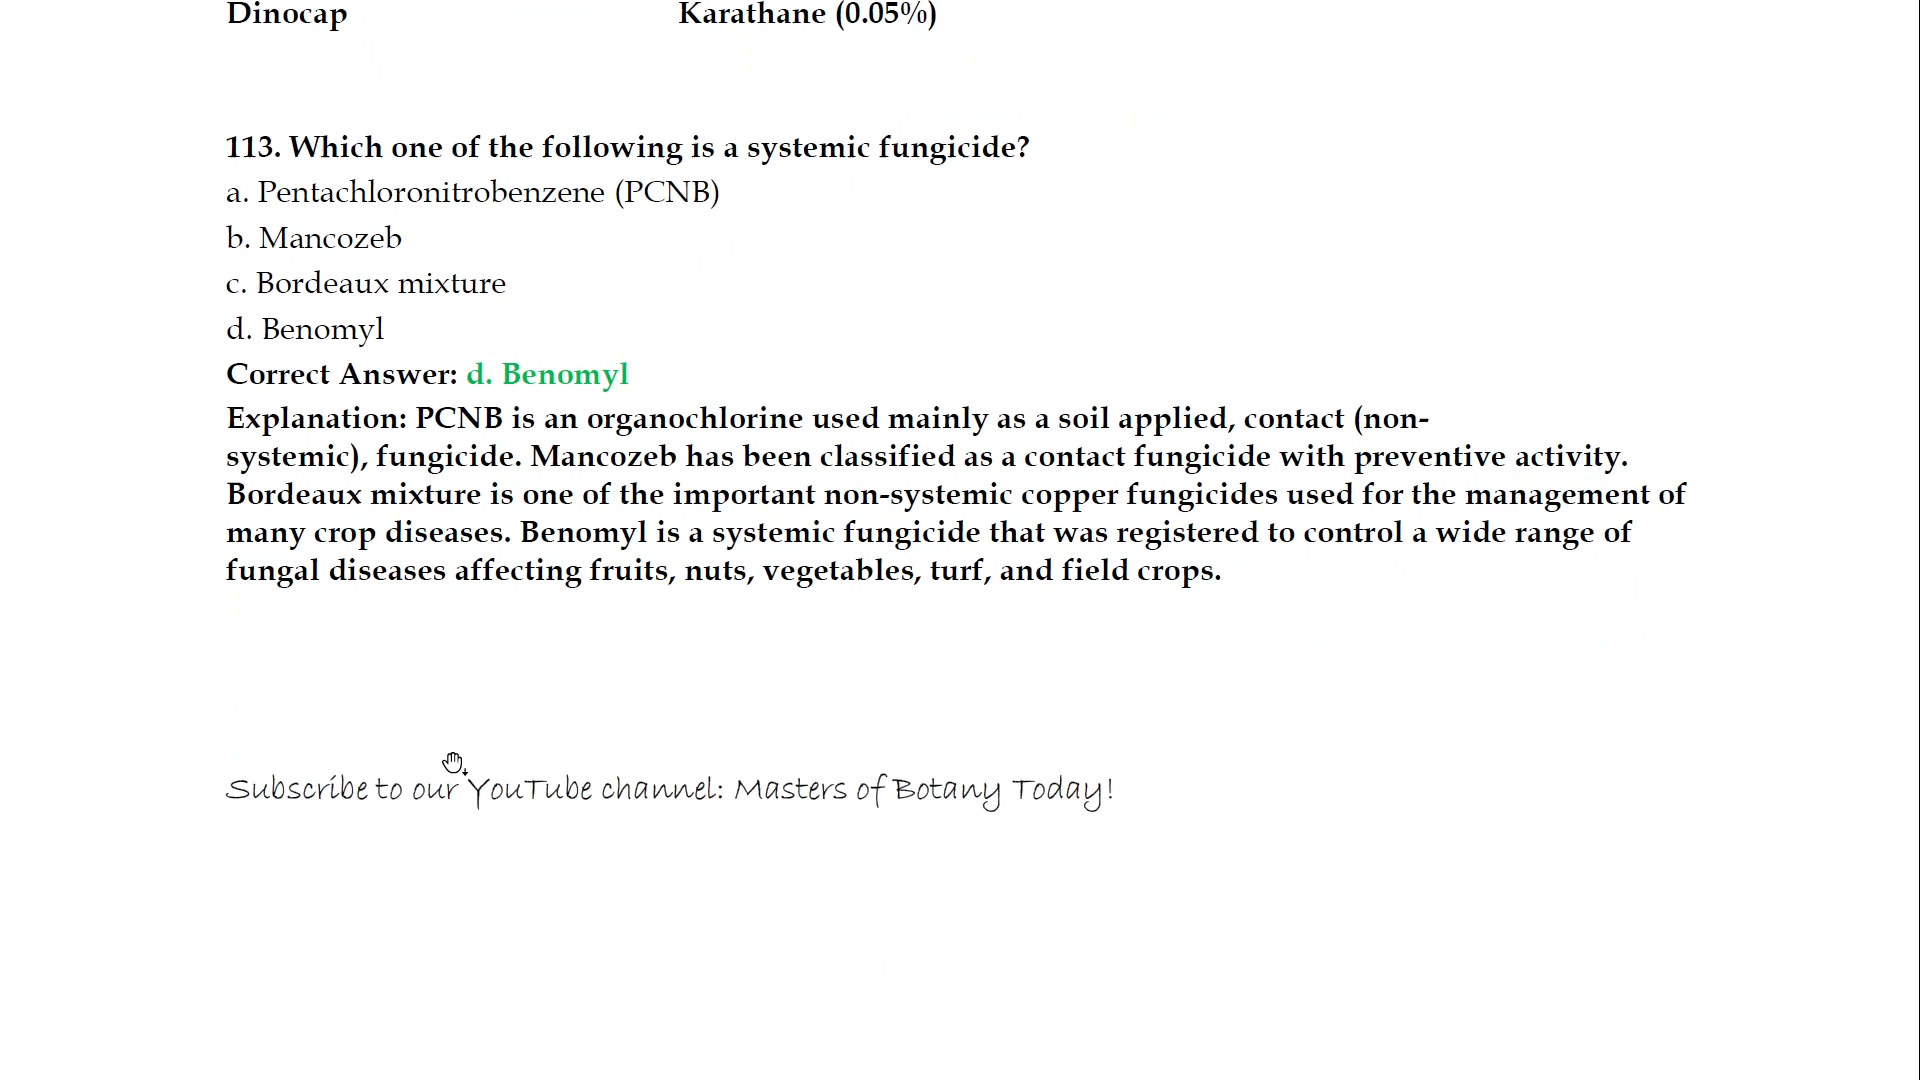 Dinocap Karathane (0.05%)
113. Which one of the following is a systemic fungicide?
a. Pentachloronitrobenzene (PCNB)
b. Mancozeb
c. Bordeaux mixture
d. Benomyl
Correct Answer: d. Benomyl
Explanation: PCNB is an organochlorine used mainly as a soil applied, contact (non-
systemic), fungicide. Mancozeb has been classified as a contact fungicide with preventive activity.
Bordeaux mixture is one of the important non-systemic copper fungicides used for the management of
many crop diseases. Benomyl is a systemic fungicide that was registered to control a wide range of
fungal diseases affecting fruits, nuts, vegetables, turf, and field crops.
Subscribe to our YouTube channel: Masters of Botany Today!